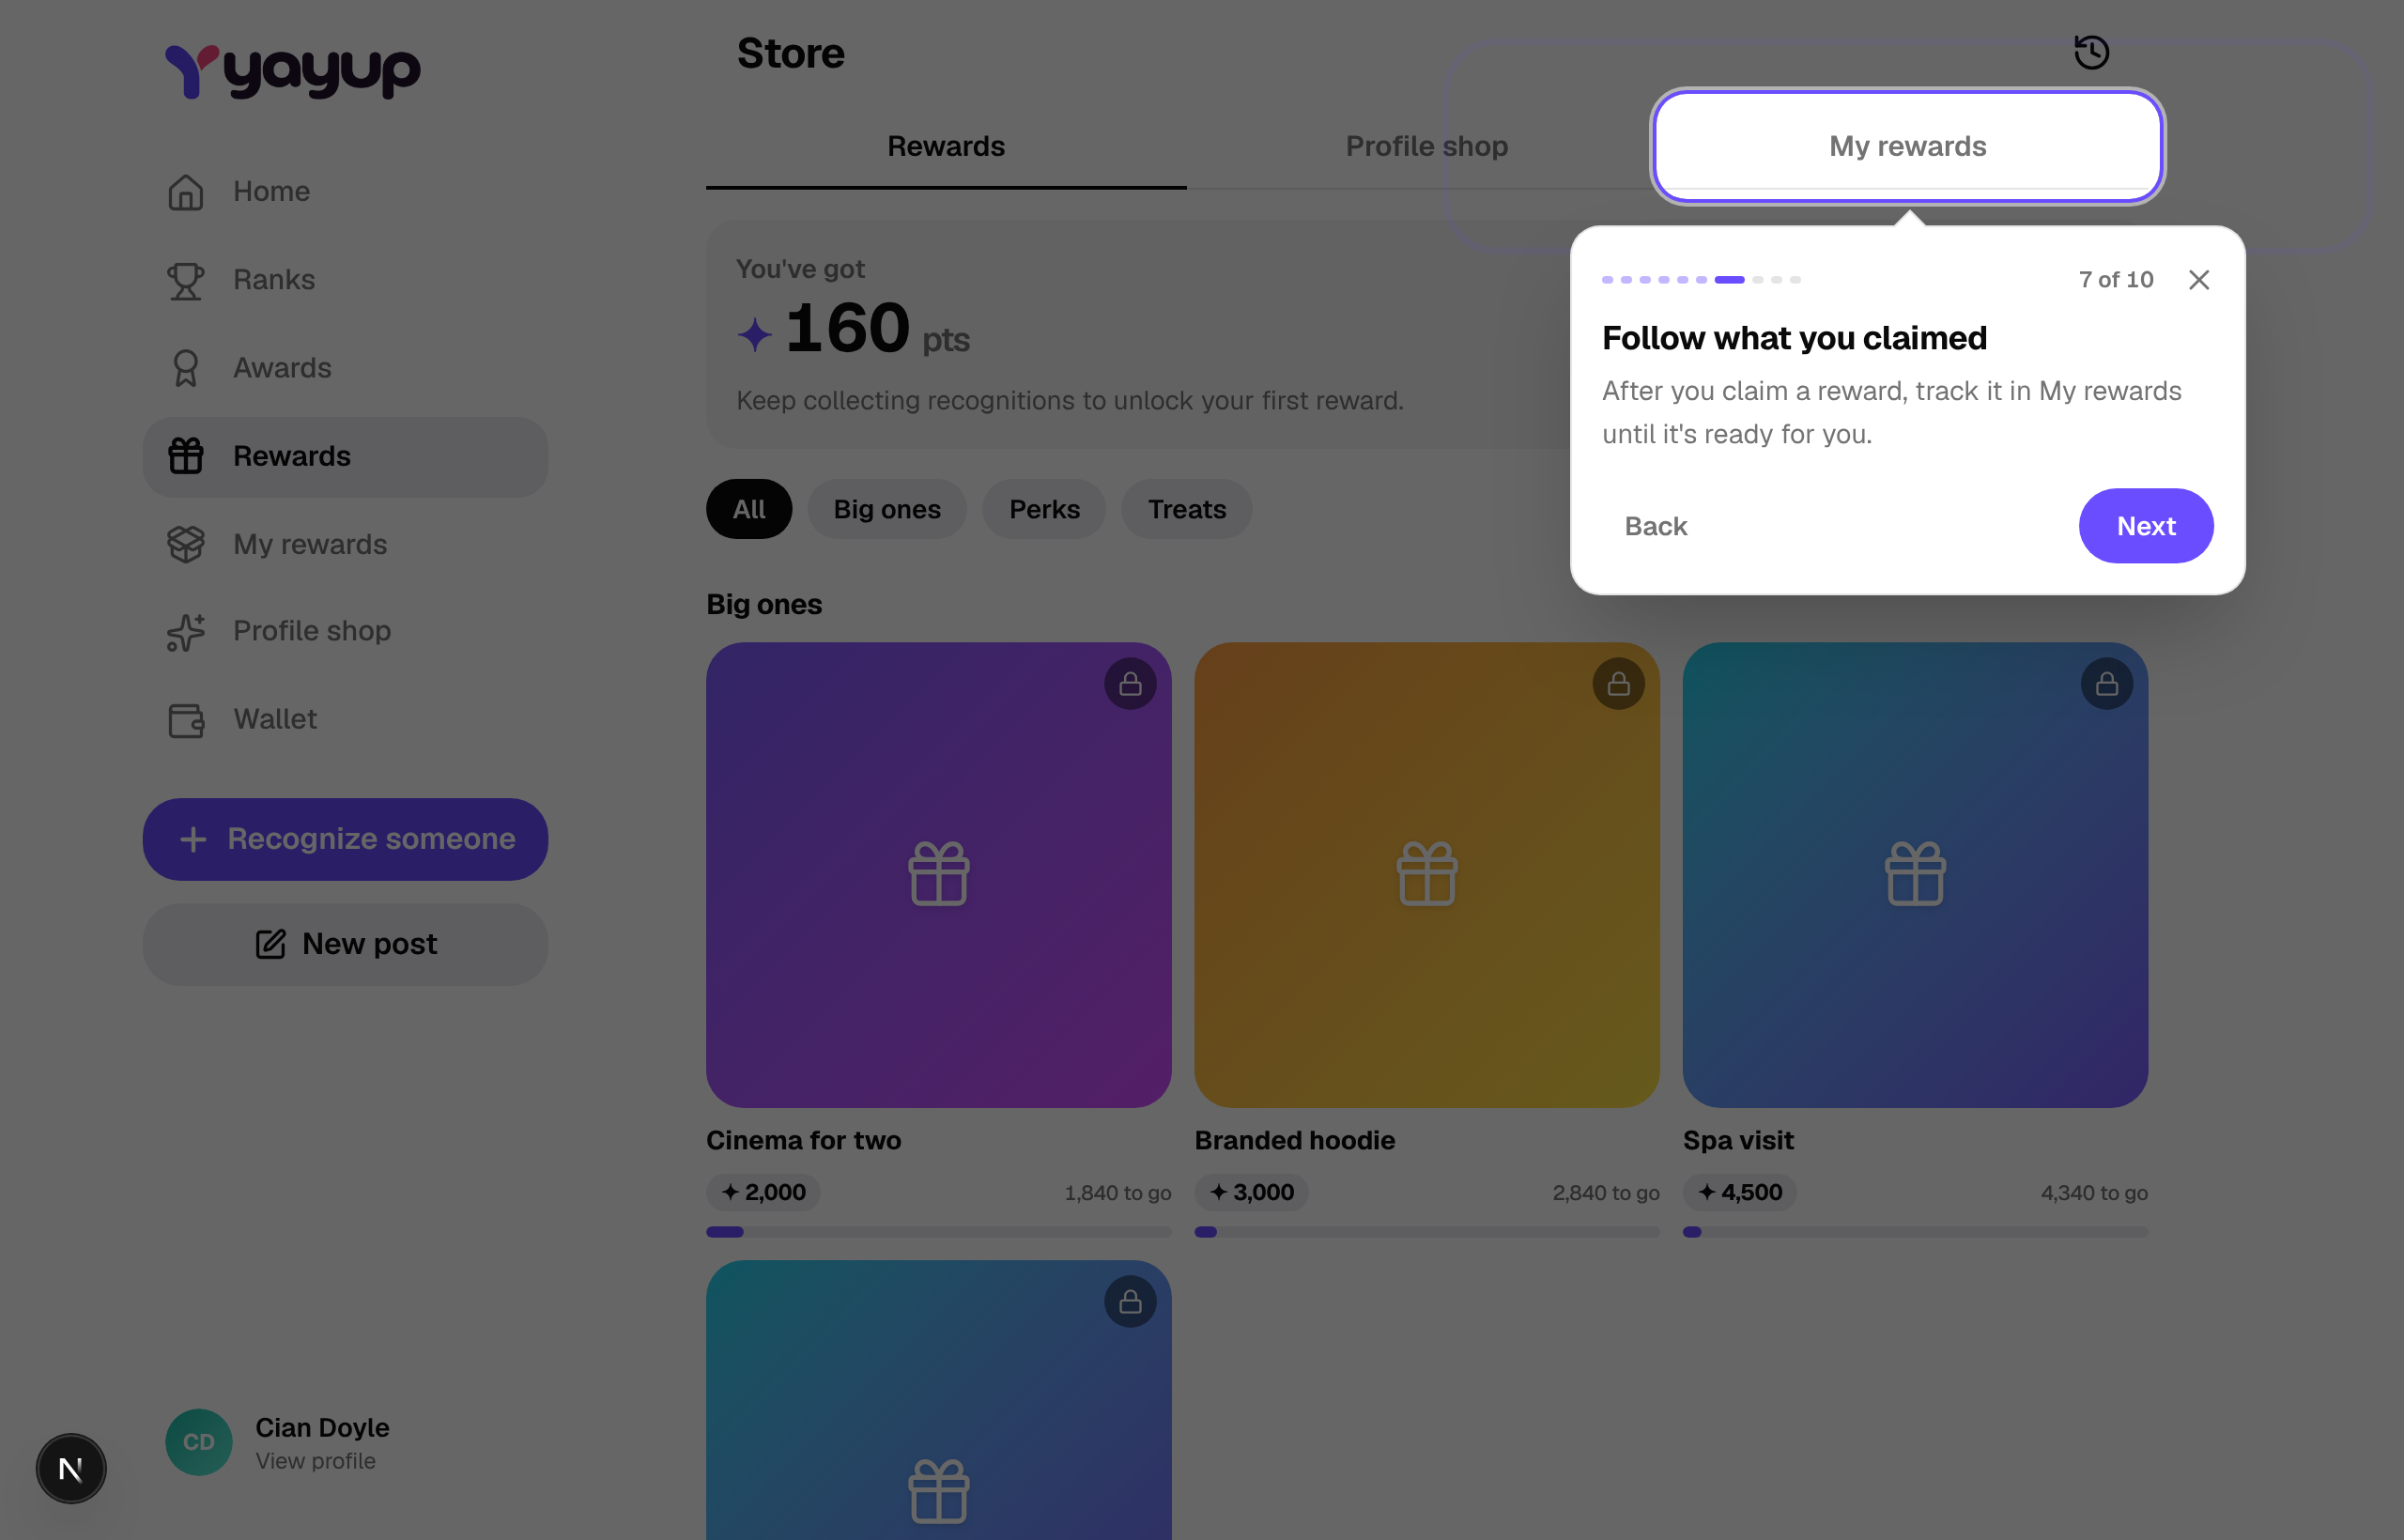 yayup
Home
Ranks
Awards
Rewards
My rewards
Profile shop
Wallet
Recognize someone
New post
CD
Cian Doyle
View profile
N
Store
Rewards
Profile shop
My rewards
You've got
160 pts
Keep collecting recognitions to unlock your first reward.
7 of 10
Follow what you claimed
After you claim a reward, track it in My rewards
until it's ready for you.
Back
Next
All
Big ones
Perks
Treats
Big ones
Cinema for two
2,000
1,840 to go
Branded hoodie
3,000
2,840 to go
Spa visit
4,500
4,340 to go